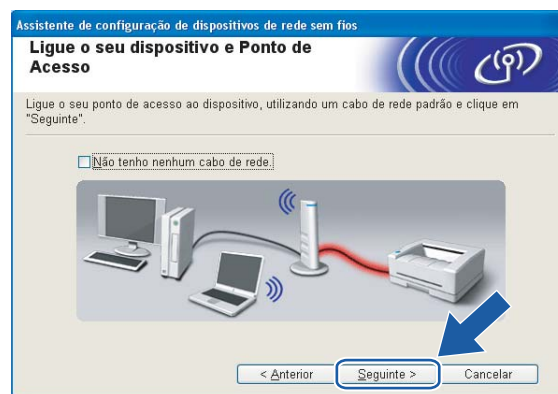 Assistente de configuração de dispositivos de rede sem fios
Ligue o seu dispositivo e Ponto de
Acesso
Ligue o seu ponto de acesso ao dispositivo, utilizando um cabo de rede padrão e clique em
"Seguinte".
Não tenho nenhum cabo de rede.
< Anterior
Seguinte >
Cancelar